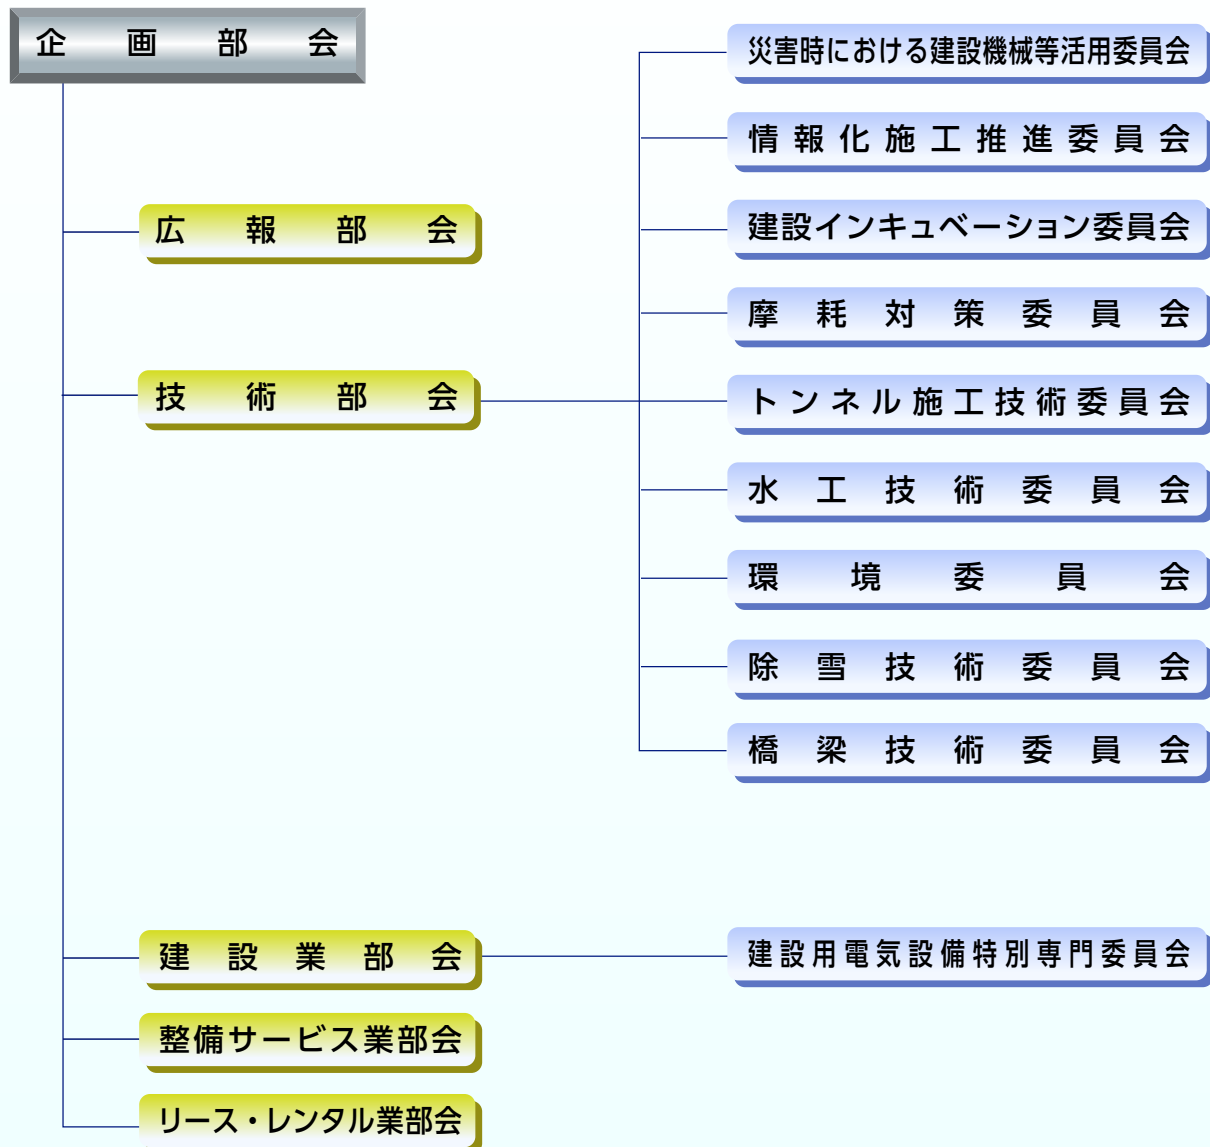 企画部会
広報部会
技術部会
災害時における建設機械等活用委員会
情報化施工推進委員会
建設インキュベーション委員会
摩耗対策委員会
トンネル施工技術委員会
水工技術委員会
環境委員会
除雪技術委員会
橋梁技術委員会
建設業部会
建設用電気設備特別専門委員会
整備サービス業部会
リース・レンタル業部会